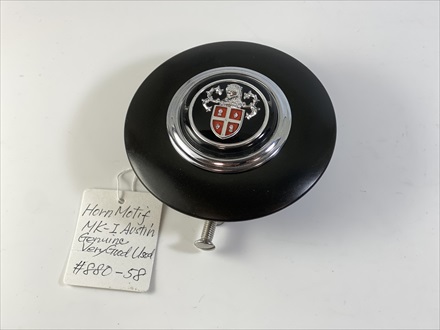 Horn Motif
MK-I Austin
Genuine
Very Good Used
#880-58